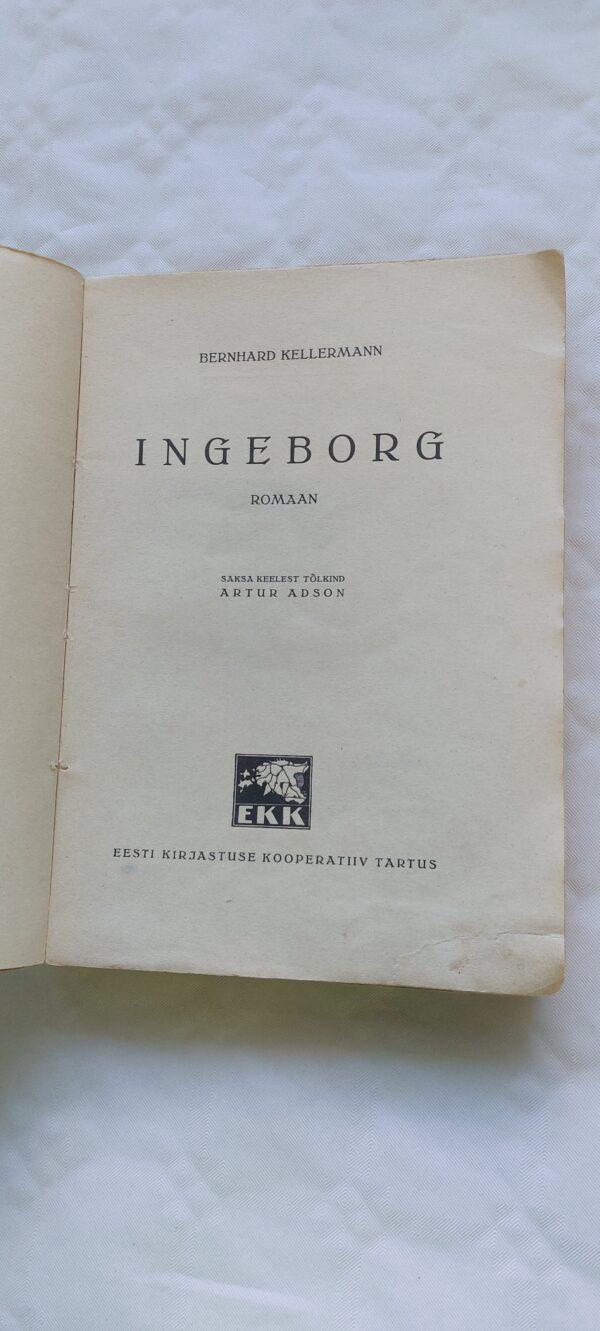 BERNHARD KELLERMANN
INGEBORG
ROMAAN
SAKSA KEELEST TÕLKIND
ARTUR ADSON
EKK
EESTI KIRJASTUSE KOOPERATIIV TARTUS